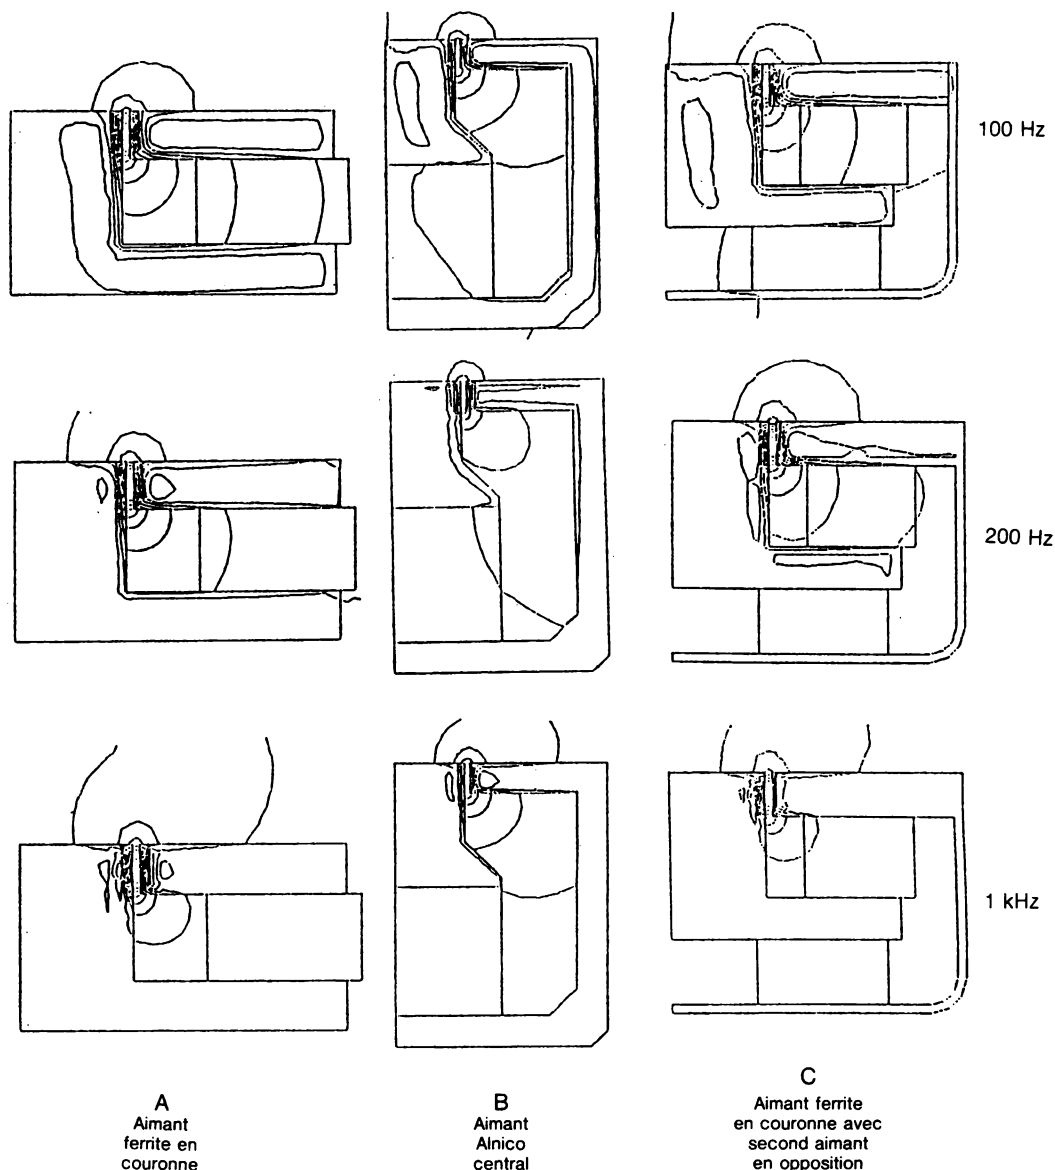 100 Hz
200 Hz
1 kHz
A
Aimant
ferrite en
couronne
B
Aimant
Alnico
central
C
Aimant ferrite
en couronne avec
second aimant
en opposition